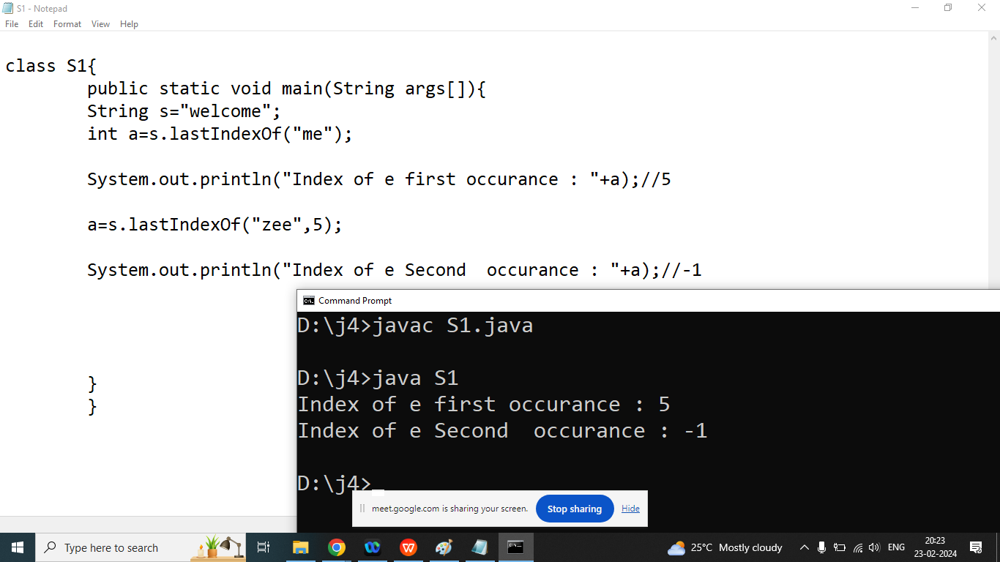 S1 - Notepad
File Edit Format View Help
class S1{
public static void main(String args[]){
String s="welcome";
int a=s.lastIndexOf("me");
System.out.println("Index of e first occurance : "+a);//5
a=s.lastIndexOf("zee",5);
System.out.println("Index of e Second  occurance : "+a);//-1
}
}
Command Prompt
D:\j4>javac S1.java
D:\j4>java S1
Index of e first occurance : 5
Index of e Second  occurance : -1
D:\j4>
meet.google.com is sharing your screen. Stop sharing Hide
Type here to search
25°C Mostly cloudy
ENG
20:23
23-02-2024